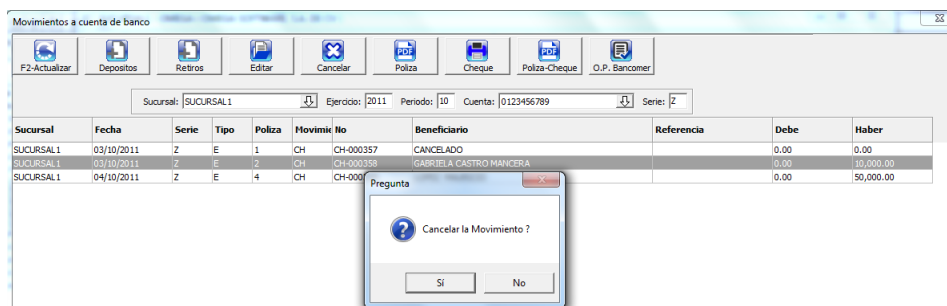 Movimientos a cuenta de banco
F2-Actualizar Depositos Retiros Editar Cancelar Poliza Cheque Poliza-Cheque O.P. Bancomer
Sucursal: SUCURSAL1 Ejercicio: 2011 Periodo: 10 Cuenta: 0123456789 Serie: Z
Sucursal Fecha Serie Tipo Poliza Movimie No Beneficiario Referencia Debe Haber
SUCURSAL1 03/10/2011 Z E 1 CH CH-000357 CANCELADO 0.00 0.00
SUCURSAL1 03/10/2011 Z E 2 CH CH-000358 GABRIELA CASTRO MANCERA 0.00 10,000.00
SUCURSAL1 04/10/2011 Z E 4 CH CH-000 0.00 50,000.00
Pregunta
Cancelar la Movimiento ?
Sí No